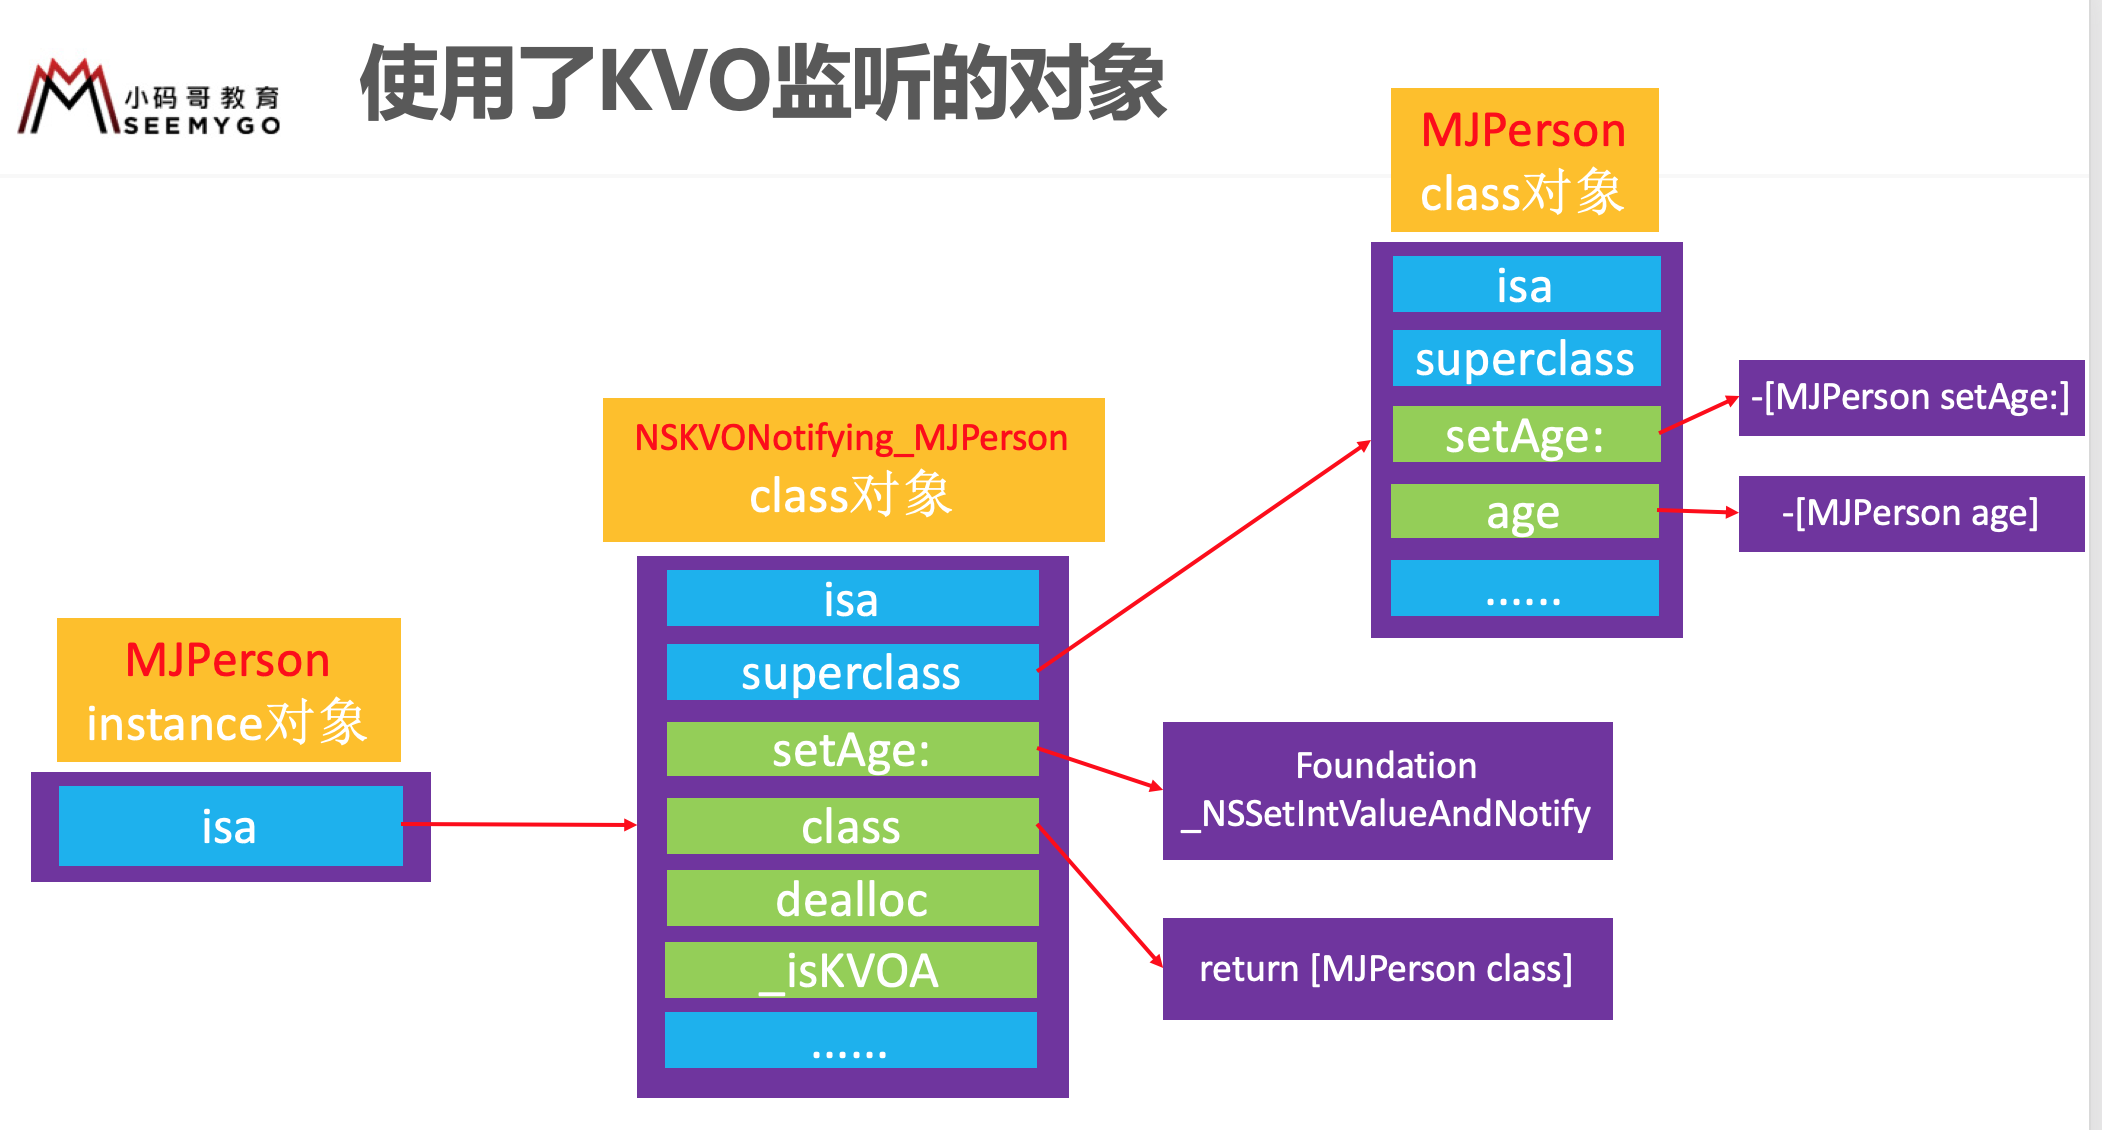 小码哥教育
SEEMYGO
使用了KVO监听的对象
MJPerson
instance对象
isa
NSKVONotifying_MJPerson
class对象
isa
superclass
setAge:
class
dealloc
_isKVOA
......
Foundation
_NSSetIntValueAndNotify
return [MJPerson class]
MJPerson
class对象
isa
superclass
setAge:
age
......
-[MJPerson setAge:]
-[MJPerson age]